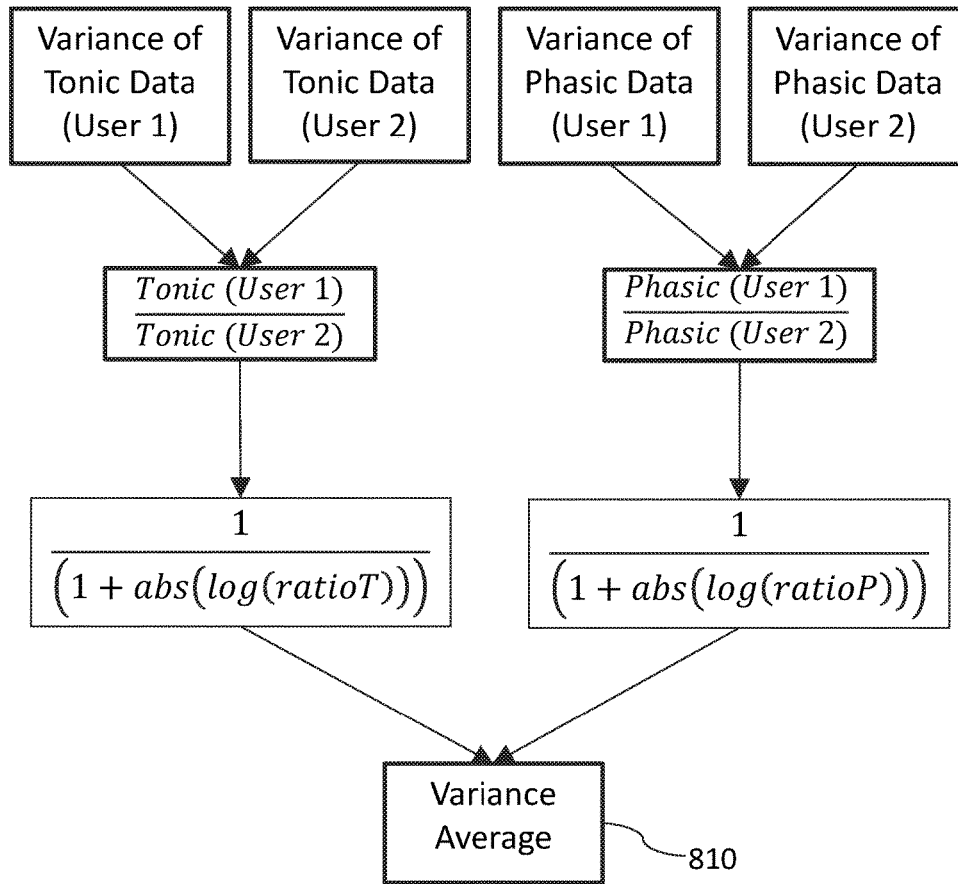 Variance of
Tonic Data
(User 1)
Variance of
Tonic Data
(User 2)
Variance of
Phasic Data
(User 1)
Variance of
Phasic Data
(User 2)
Tonic (User 1)
Tonic (User 2)
Phasic (User 1)
Phasic (User 2)
1
(1 + abs(log(ratioT)))
1
(1 + abs(log(ratioP)))
Variance
Average
810